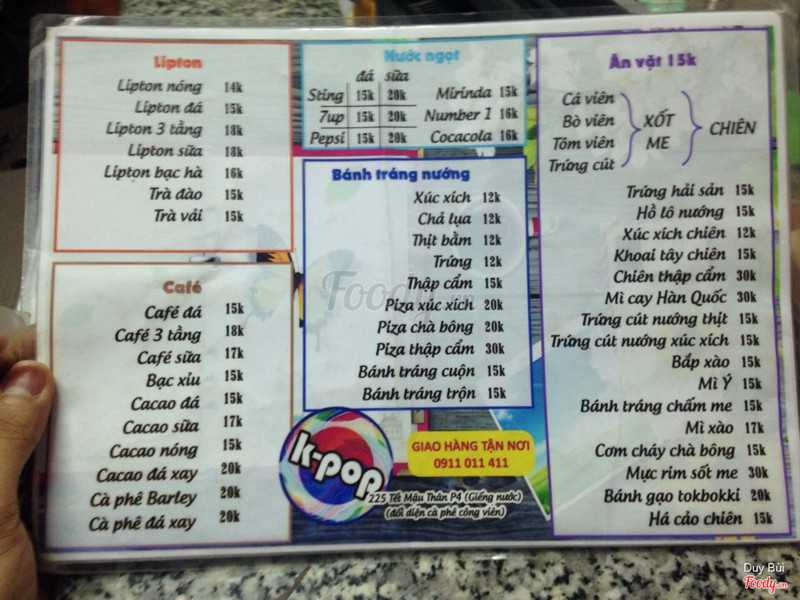 Lipton
Lipton nóng 14k
Lipton đá 15k
Lipton 3 tầng 18k
Lipton sữa 18k
Lipton bạc hà 16k
Trà đào 15k
Trà vải 15k
Café
Café đá 15k
Café 3 tầng 18k
Café sữa 17k
Bạc xỉu 15k
Cacao đá 15k
Cacao sữa 17k
Cacao nóng 15k
Cacao đá xay 20k
Cà phê Barley 20k
Cà phê đá xay 20k
Nước ngọt
đá sữa
Sting 15k 20k Mirinda 15k
7up 15k 20k Number 1 16k
Pepsi 15k 20k Cocacola 16k
Bánh tráng nướng
Xúc xích 12k
Chả lụa 12k
Thịt bằm 12k
Trứng 12k
Thập cẩm 15k
Piza xúc xich 20k
Piza chà bông 20k
Piza thập cẩm 30k
Bánh tráng cuộn 15k
Bánh tráng trộn 15k
k-pop
GIAO HÀNG TẬN NƠI
0911 011 411
225 Tết Mậu Thân P4 (Giếng nước)
(đối diện cà phê công viên)
Ăn vặt 15k
Cá viên
Bò viên
Tôm viên
Trứng cút
XỐT
ME
CHIÊN
Trứng hải sản 15k
Hồ lô nướng 15k
Xúc xích chiên 12k
Khoai tây chiên 15k
Chiên thập cẩm 30k
Mì cay Hàn Quốc 30k
Trứng cút nướng thịt 15k
Trứng cút nướng xúc xích 15k
Bắp xào 15k
Mì Ý 15k
Bánh tráng chấm me 15k
Mì xào 17k
Cơm cháy chà bông 15k
Mực rim sốt me 30k
Bánh gạo tokbokki 20k
Há cảo chiên 15k
Foody.vn
Duy Bùi
Foody.vn